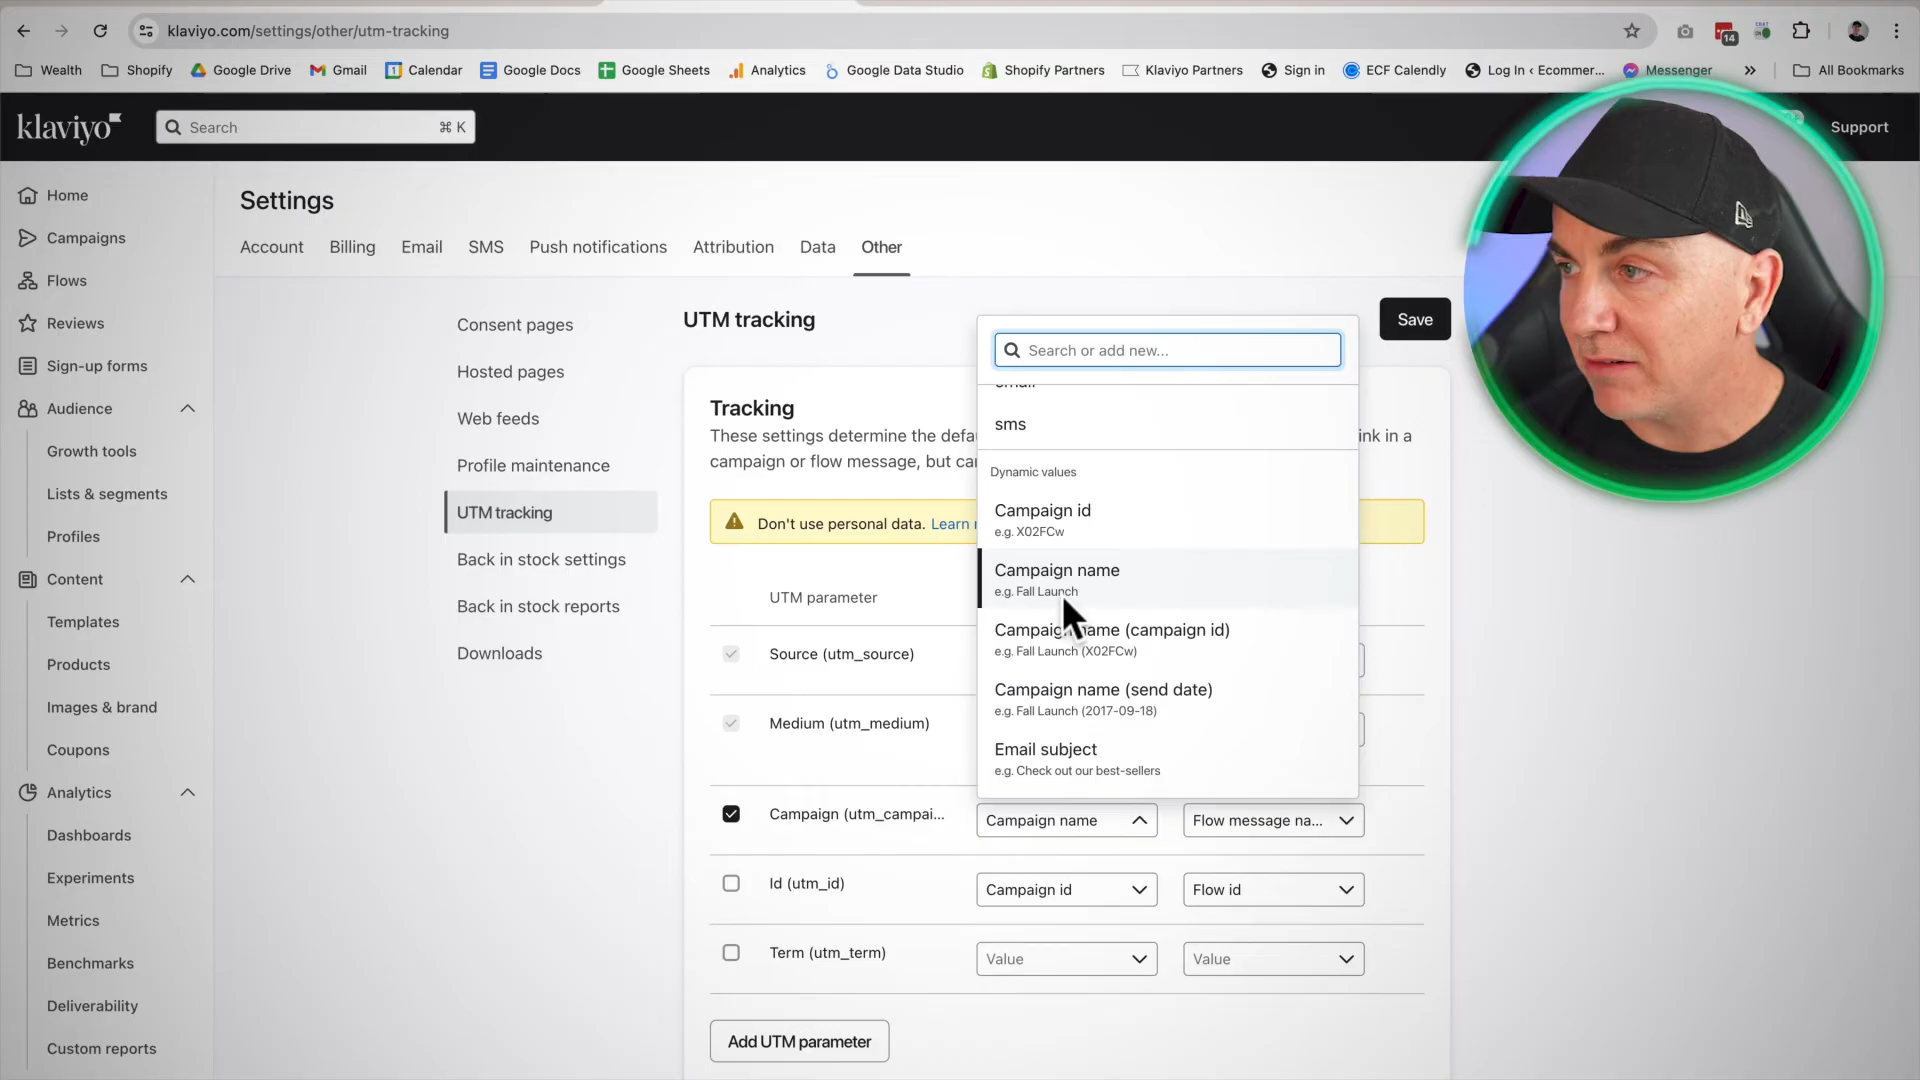 klaviyo.com/settings/other/utm-tracking
14
Wealth
Shopify
Google Drive
Gmail
Calendar
Google Docs
Google Sheets
Analytics
Google Data Studio
Shopify Partners
Klaviyo Partners
Sign in
ECF Calendly
Log In ‹ Ecommer...
Messenger
»
All Bookmarks
klaviyo
Search
⌘ K
Support
Home
Campaigns
Flows
Reviews
Sign-up forms
Audience
Growth tools
Lists & segments
Profiles
Content
Templates
Products
Images & brand
Coupons
Analytics
Dashboards
Experiments
Metrics
Benchmarks
Deliverability
Custom reports
Settings
Account
Billing
Email
SMS
Push notifications
Attribution
Data
Other
Consent pages
Hosted pages
Web feeds
Profile maintenance
UTM tracking
Back in stock settings
Back in stock reports
Downloads
UTM tracking
Save
Tracking
These settings determine the defa
ink in a
campaign or flow message, but ca
Don't use personal data. Learn
UTM parameter
Source (utm_source)
Medium (utm_medium)
Search or add new...
sms
Dynamic values
Campaign id
e.g. X02FCw
Campaign name
e.g. Fall Launch
Campaign name (campaign id)
e.g. Fall Launch (X02FCw)
Campaign name (send date)
e.g. Fall Launch (2017-09-18)
Email subject
e.g. Check out our best-sellers
Campaign (utm_campai...
Campaign name
Flow message na...
Id (utm_id)
Campaign id
Flow id
Term (utm_term)
Value
Value
Add UTM parameter